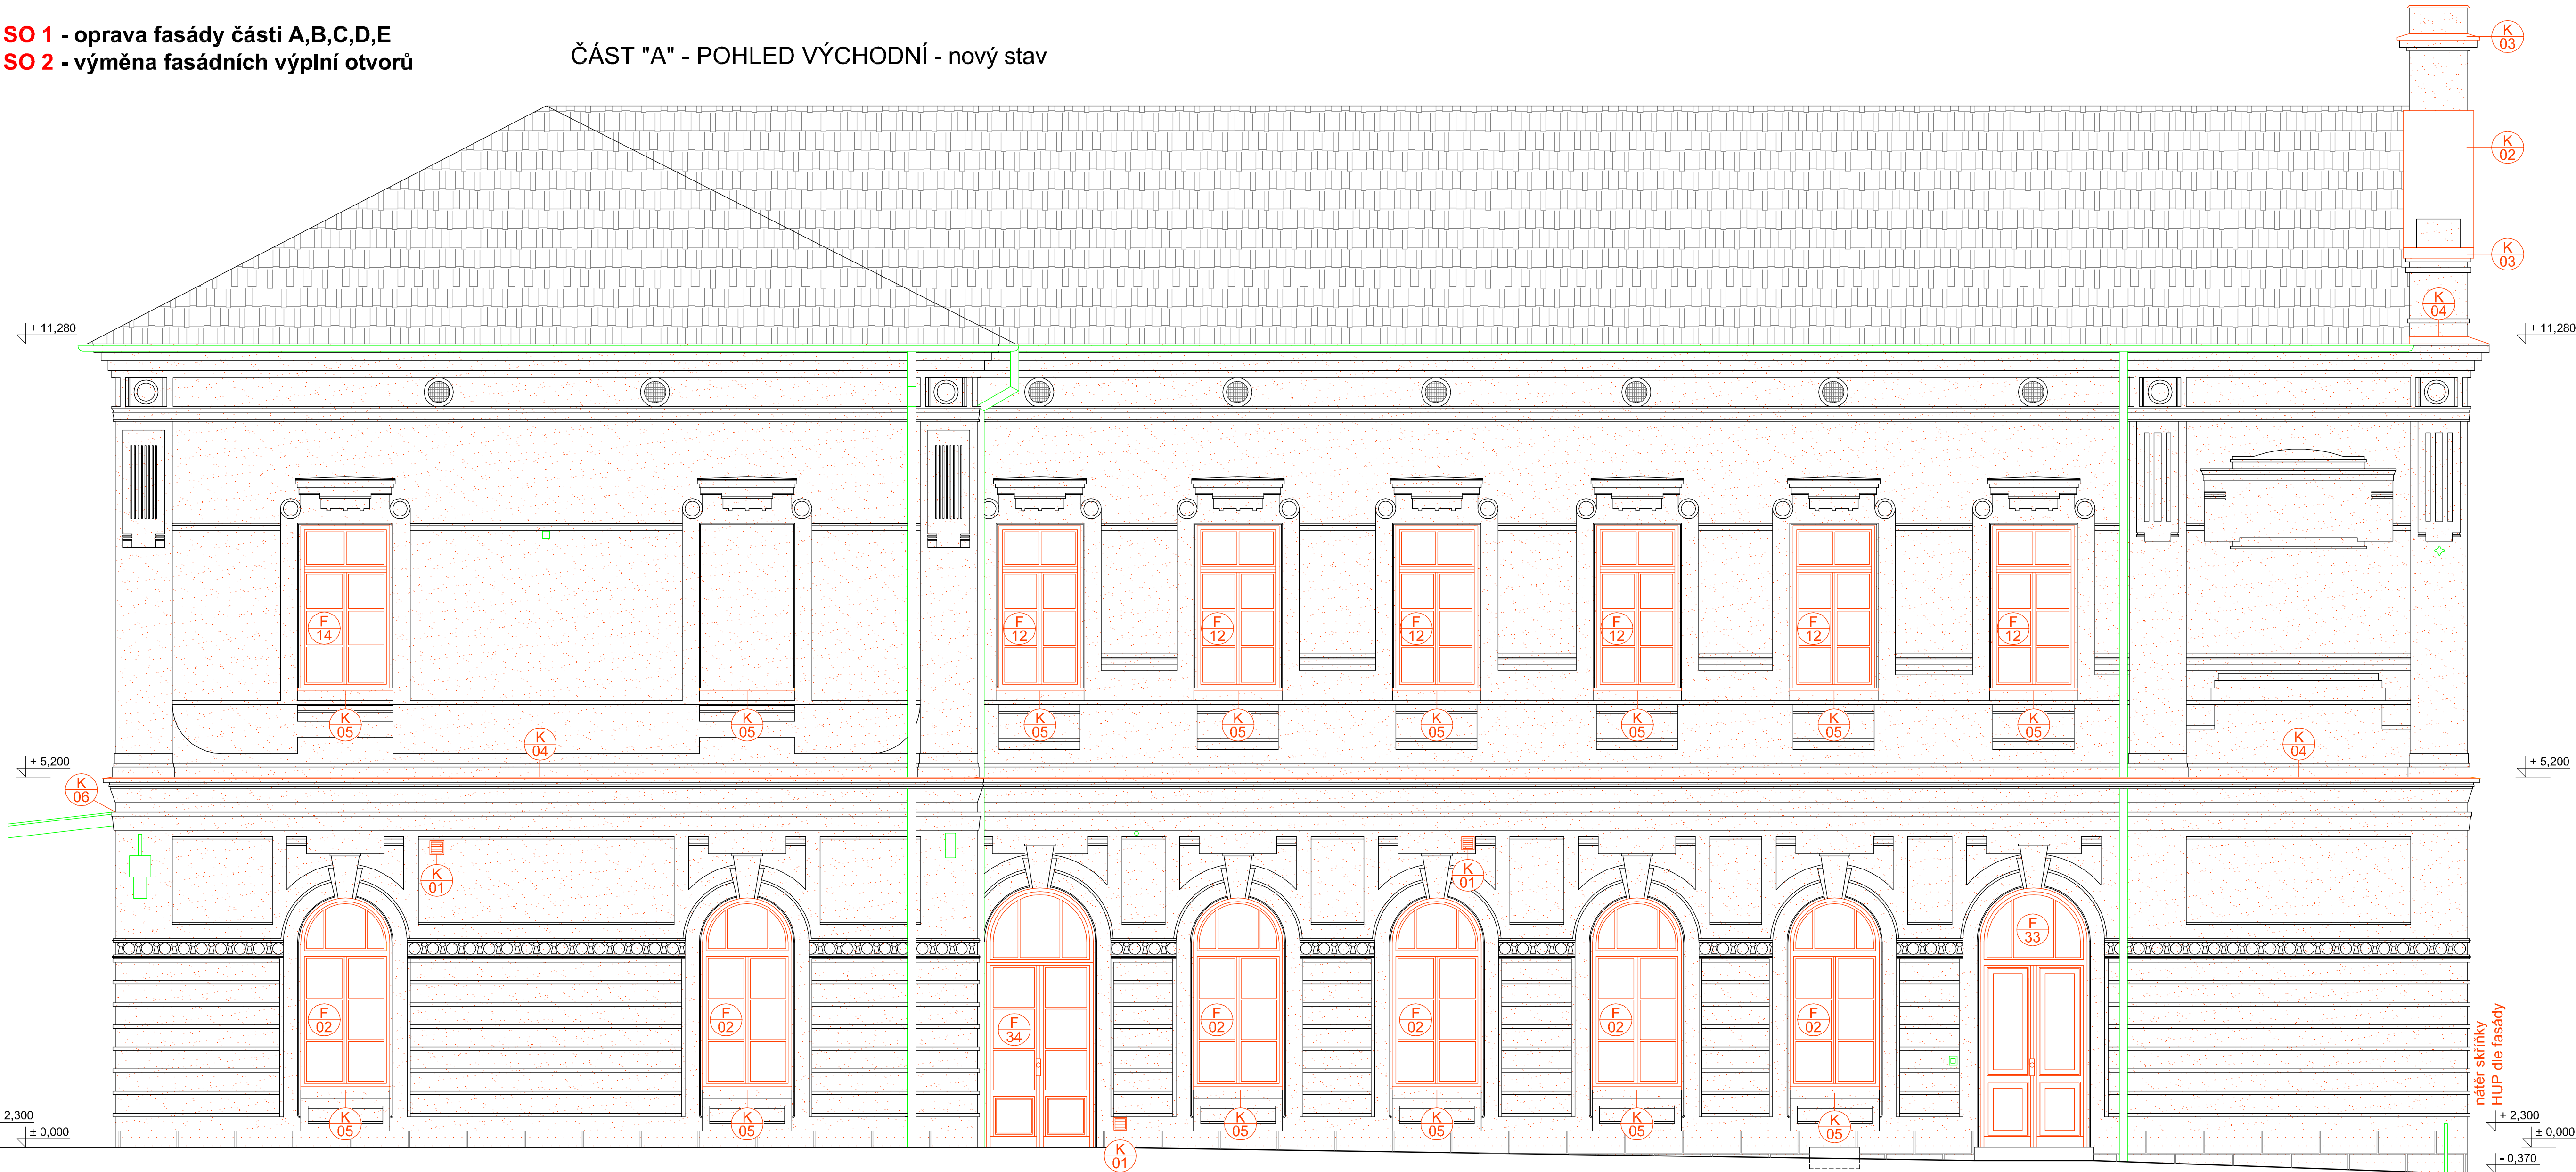 SO 1 - oprava fasády části A,B,C,D,E
SO 2 - výměna fasádních výplní otvorů
ČÁST "A" - POHLED VÝCHODNÍ - nový stav
K
03
K
02
K
03
K
04
+ 11,280
+ 11,280
F
14
F
12
F
12
F
12
F
12
F
12
F
12
K
05
K
05
K
05
K
05
K
05
K
05
K
05
K
05
K
04
K
04
+ 5,200
+ 5,200
K
06
K
01
K
01
F
33
F
02
F
02
F
34
F
02
F
02
F
02
F
02
nátěr skříňky
HUP dle fasády
K
05
K
05
K
05
K
05
K
05
K
05
K
01
2,300
± 0,000
+ 2,300
± 0,000
- 0,370